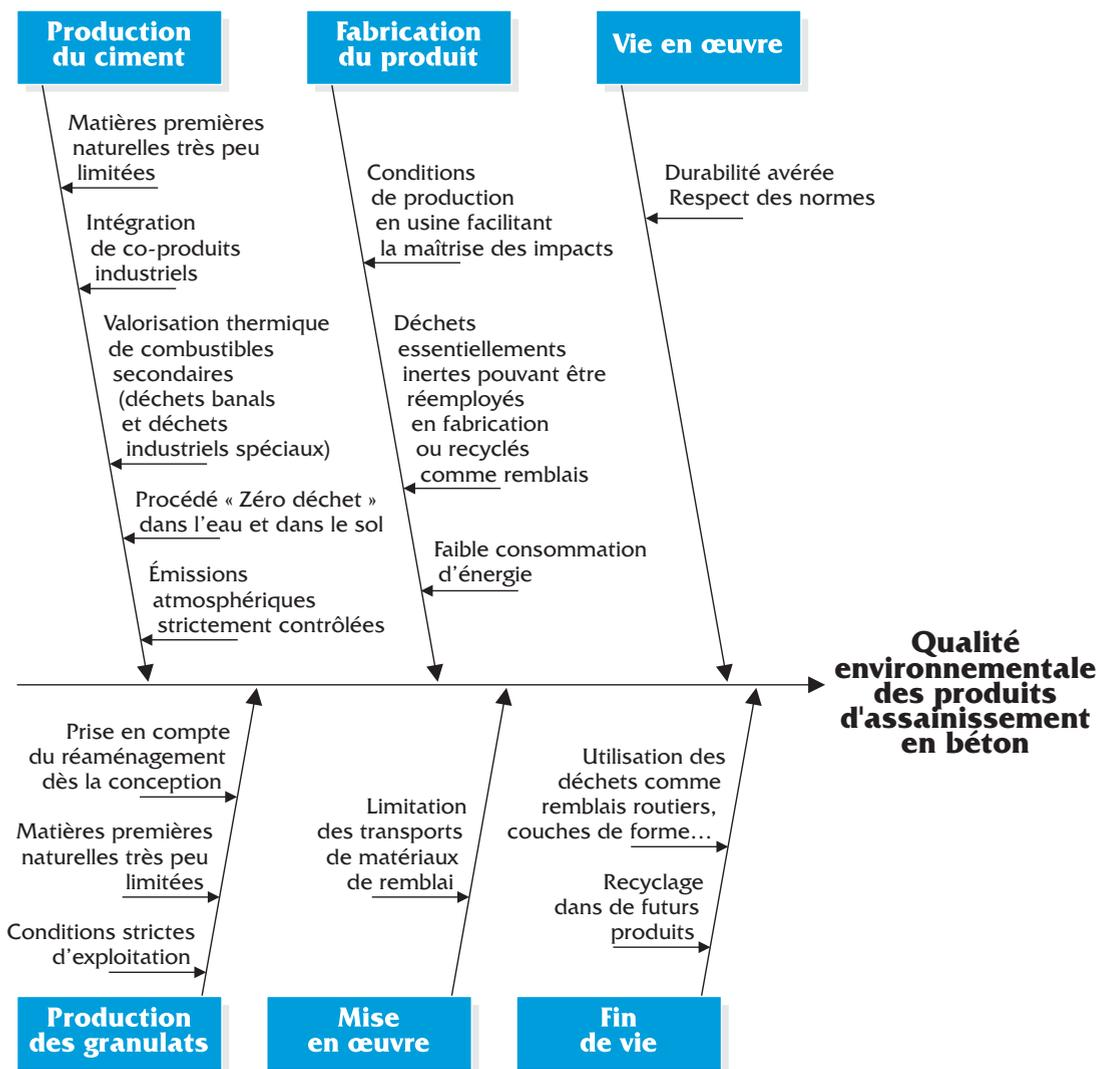 Production
du ciment
Matières premières
naturelles très peu
limitées
Intégration
de co-produits
industriels
Valorisation thermique
de combustibles
secondaires
(déchets banals
et déchets
industriels spéciaux)
Procédé « Zéro déchet »
dans l’eau et dans le sol
Émissions
atmosphériques
strictement contrôlées
Fabrication
du produit
Conditions
de production
en usine facilitant
la maîtrise des impacts
Déchets
essentiellements
inertes pouvant être
réemployés
en fabrication
ou recyclés
comme remblais
Faible consommation
d’énergie
Vie en œuvre
Durabilité avérée
Respect des normes
Qualité
environnementale
des produits
d'assainissement
en béton
Prise en compte
du réaménagement
dès la conception
Matières premières
naturelles très peu
limitées
Conditions strictes
d’exploitation
Production
des granulats
Limitation
des transports
de matériaux
de remblai
Mise
en œuvre
Utilisation des
déchets comme
remblais routiers,
couches de forme…
Recyclage
dans de futurs
produits
Fin
de vie